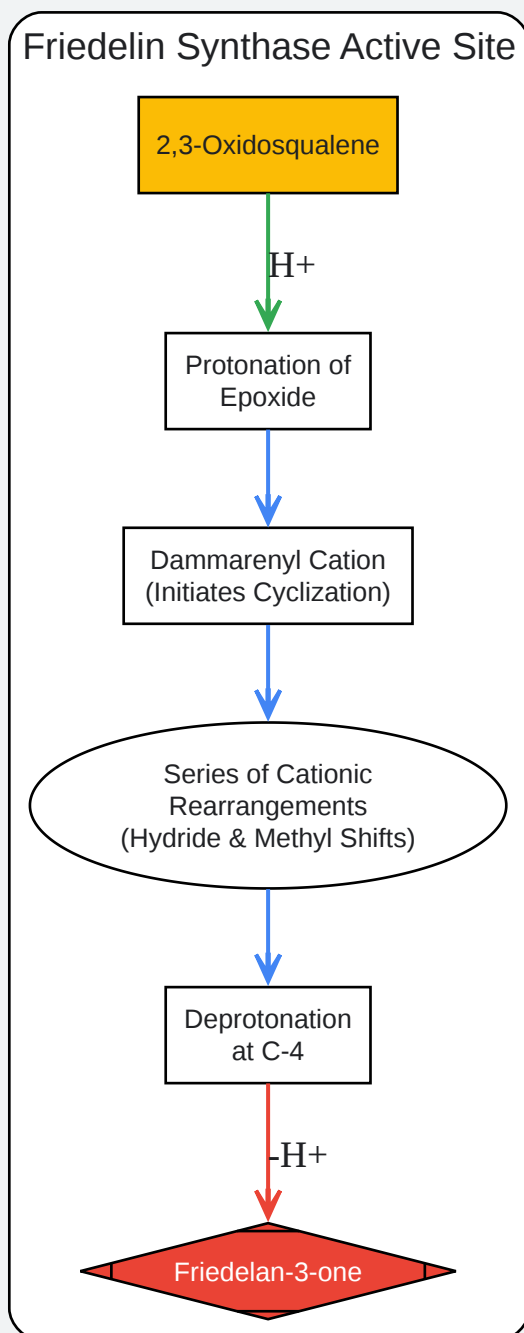 Friedelin Synthase Active Site
2,3-Oxidosqualene
H+
Protonation of
Epoxide
Dammarenyl Cation
(Initiates Cyclization)
Series of Cationic
Rearrangements
(Hydride & Methyl Shifts)
Deprotonation
at C-4
-H+
Friedelan-3-one